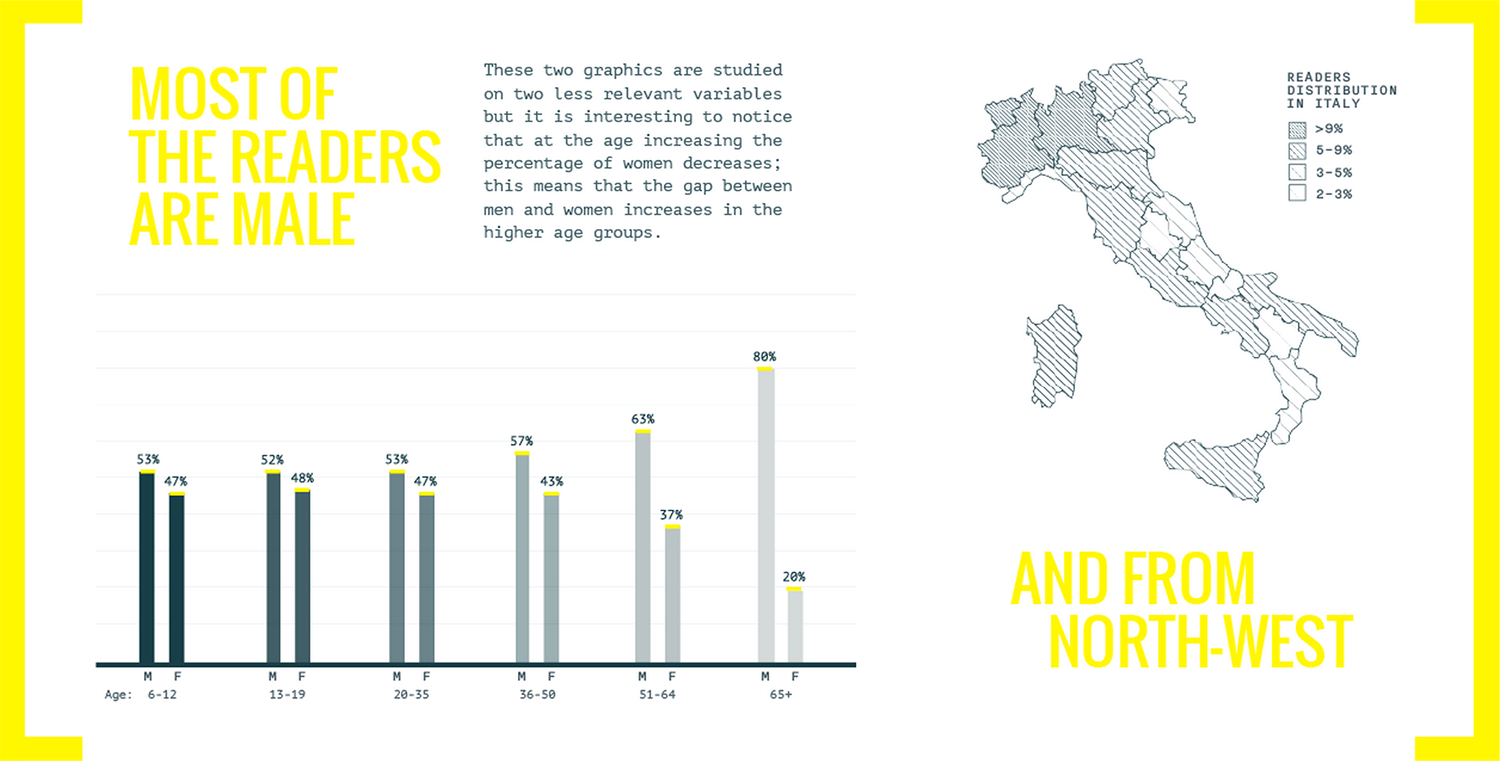 MOST OF
THE READERS
ARE MALE
These two graphics are studied
on two less relevant variables
but it is interesting to notice
that at the age increasing the
percentage of women decreases;
this means that the gap between
men and women increases in the
higher age groups.
53% 47% 52% 48% 53% 47% 57% 43% 63% 37% 80% 20%
M F M F M F M F M F M F
Age: 6-12 13-19 20-35 36-50 51-64 65+
READERS
DISTRIBUTION
IN ITALY
>9%
5-9%
3-5%
2-3%
AND FROM
NORTH-WEST